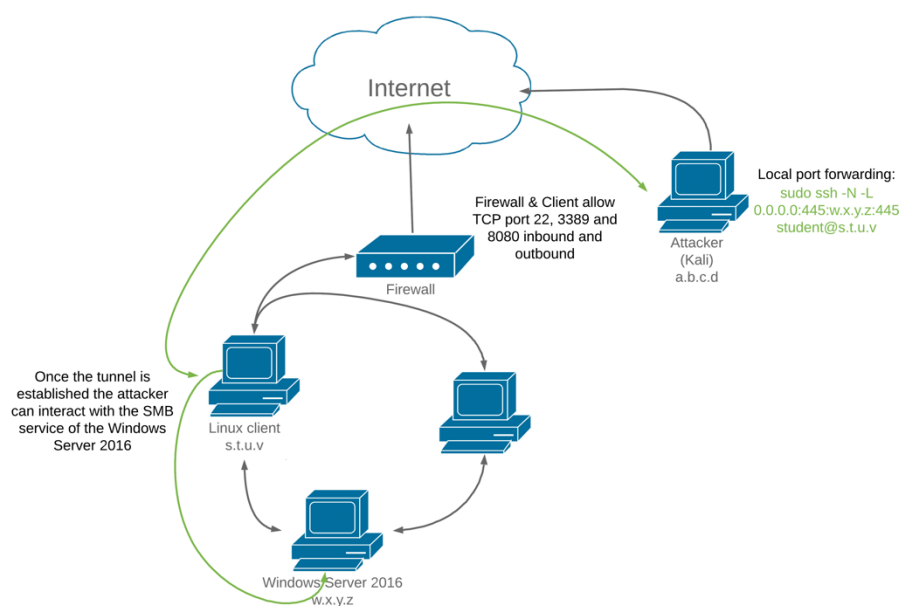 Internet
Local port forwarding:
sudo ssh -N -L
0.0.0.0:445:w.x.y.z:445
student@s.t.u.v
Attacker
(Kali)
a.b.c.d
Firewall & Client allow
TCP port 22, 3389 and
8080 inbound and
outbound
Firewall
Once the tunnel is
established the attacker
can interact with the SMB
service of the Windows
Server 2016
Linux client
s.t.u.v
Windows Server 2016
w.x.y.z